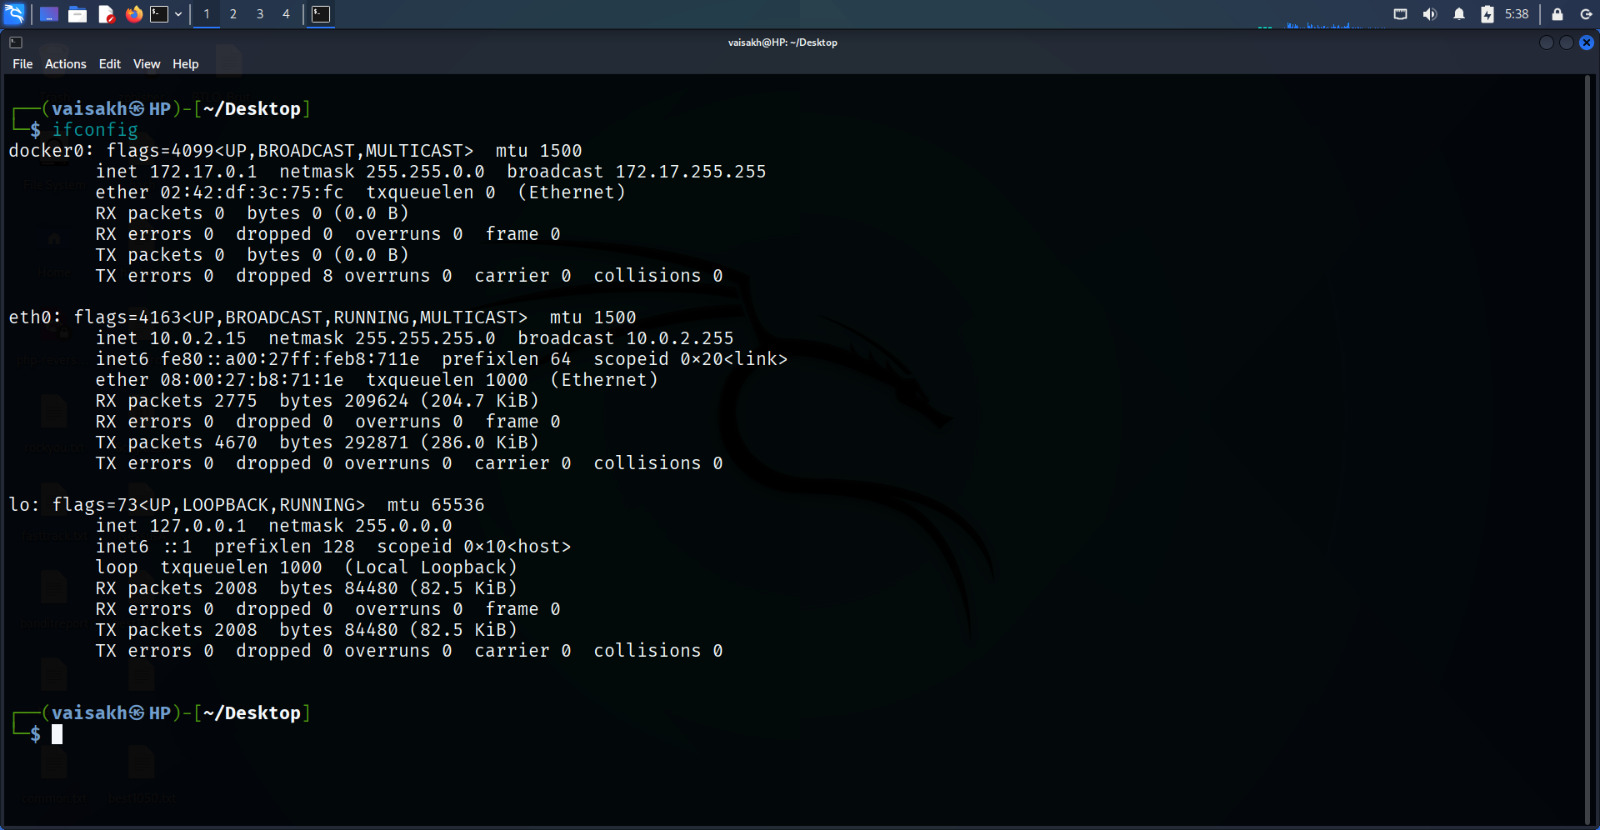 1 2 3 4
5:38
vaisakh@HP: ~/Desktop
File Actions Edit View Help
┌──(vaisakh㉿HP)-[~/Desktop]
└─$ ifconfig
docker0: flags=4099<UP,BROADCAST,MULTICAST>  mtu 1500
        inet 172.17.0.1  netmask 255.255.0.0  broadcast 172.17.255.255
        ether 02:42:df:3c:75:fc  txqueuelen 0  (Ethernet)
        RX packets 0  bytes 0 (0.0 B)
        RX errors 0  dropped 0  overruns 0  frame 0
        TX packets 0  bytes 0 (0.0 B)
        TX errors 0  dropped 8 overruns 0  carrier 0  collisions 0

eth0: flags=4163<UP,BROADCAST,RUNNING,MULTICAST>  mtu 1500
        inet 10.0.2.15  netmask 255.255.255.0  broadcast 10.0.2.255
        inet6 fe80::a00:27ff:feb8:711e  prefixlen 64  scopeid 0×20<link>
        ether 08:00:27:b8:71:1e  txqueuelen 1000  (Ethernet)
        RX packets 2775  bytes 209624 (204.7 KiB)
        RX errors 0  dropped 0  overruns 0  frame 0
        TX packets 4670  bytes 292871 (286.0 KiB)
        TX errors 0  dropped 0 overruns 0  carrier 0  collisions 0

lo: flags=73<UP,LOOPBACK,RUNNING>  mtu 65536
        inet 127.0.0.1  netmask 255.0.0.0
        inet6 ::1  prefixlen 128  scopeid 0×10<host>
        loop  txqueuelen 1000  (Local Loopback)
        RX packets 2008  bytes 84480 (82.5 KiB)
        RX errors 0  dropped 0  overruns 0  frame 0
        TX packets 2008  bytes 84480 (82.5 KiB)
        TX errors 0  dropped 0 overruns 0  carrier 0  collisions 0

┌──(vaisakh㉿HP)-[~/Desktop]
└─$